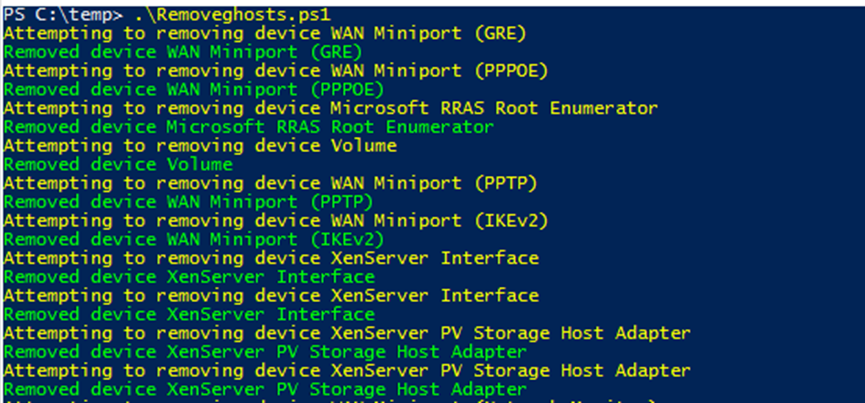 PS C:\temp> .\Removeghosts.ps1
Attempting to removing device WAN Miniport (GRE)
Removed device WAN Miniport (GRE)
Attempting to removing device WAN Miniport (PPPOE)
Removed device WAN Miniport (PPPOE)
Attempting to removing device Microsoft RRAS Root Enumerator
Removed device Microsoft RRAS Root Enumerator
Attempting to removing device Volume
Removed device Volume
Attempting to removing device WAN Miniport (PPTP)
Removed device WAN Miniport (PPTP)
Attempting to removing device WAN Miniport (IKEv2)
Removed device WAN Miniport (IKEv2)
Attempting to removing device XenServer Interface
Removed device XenServer Interface
Attempting to removing device XenServer Interface
Removed device XenServer Interface
Attempting to removing device XenServer PV Storage Host Adapter
Removed device XenServer PV Storage Host Adapter
Attempting to removing device XenServer PV Storage Host Adapter
Removed device XenServer PV Storage Host Adapter